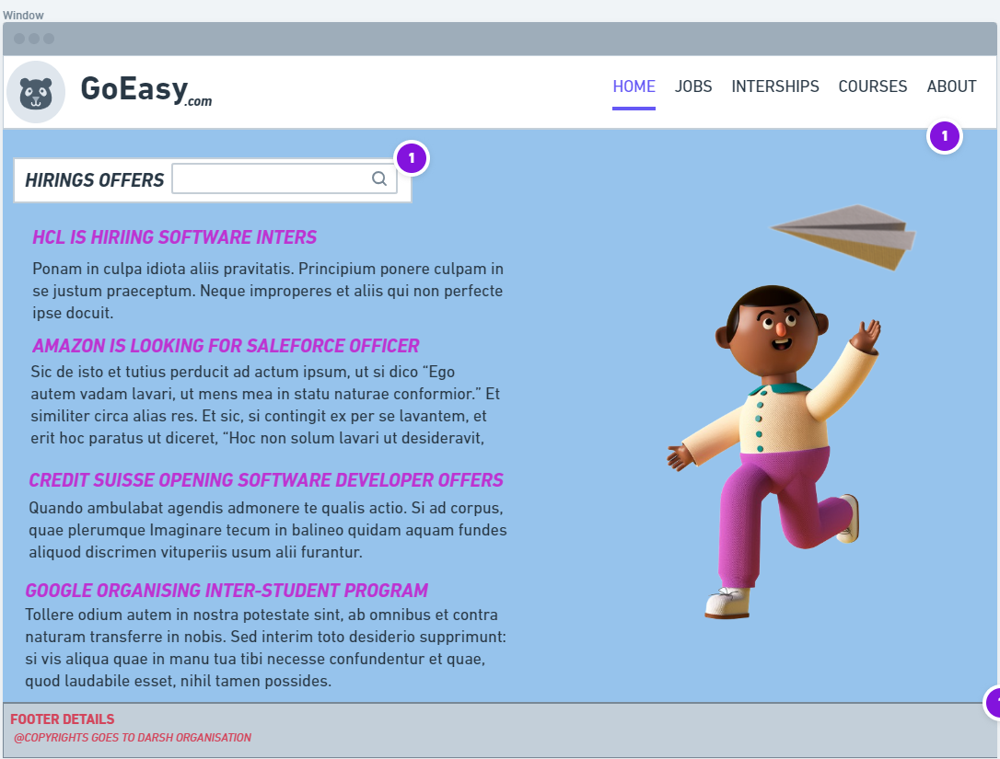 Window
GoEasy.com
HOME JOBS INTERSHIPS COURSES ABOUT
1
HIRINGS OFFERS
1
HCL IS HIRIING SOFTWARE INTERS
Ponam in culpa idiota aliis pravitatis. Principium ponere culpam in
se justum praeceptum. Neque improperes et aliis qui non perfecte
ipse docuit.
AMAZON IS LOOKING FOR SALEFORCE OFFICER
Sic de isto et tutius perducit ad actum ipsum, ut si dico “Ego
autem vadam lavari, ut mens mea in statu naturae conformior.” Et
similiter circa alias res. Et sic, si contingit ex per se lavantem, et
erit hoc paratus ut diceret, “Hoc non solum lavari ut desideravit,
CREDIT SUISSE OPENING SOFTWARE DEVELOPER OFFERS
Quando ambulabat agendis admonere te qualis actio. Si ad corpus,
quae plerumque Imaginare tecum in balineo quidam aquam fundes
aliquod discrimen vituperiis usum alii furantur.
GOOGLE ORGANISING INTER-STUDENT PROGRAM
Tollere odium autem in nostra potestate sint, ab omnibus et contra
naturam transferre in nobis. Sed interim toto desiderio supprimunt:
si vis aliqua quae in manu tua tibi necesse confundentur et quae,
quod laudabile esset, nihil tamen possides.
FOOTER DETAILS
@COPYRIGHTS GOES TO DARSH ORGANISATION